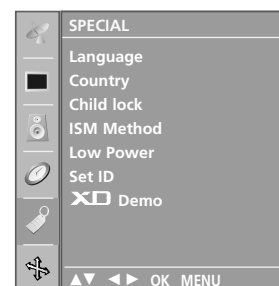 SPECIAL
Language
Country
Child lock
ISM Method
Low Power
Set ID
XD Demo
▲▼ ◄► OK MENU